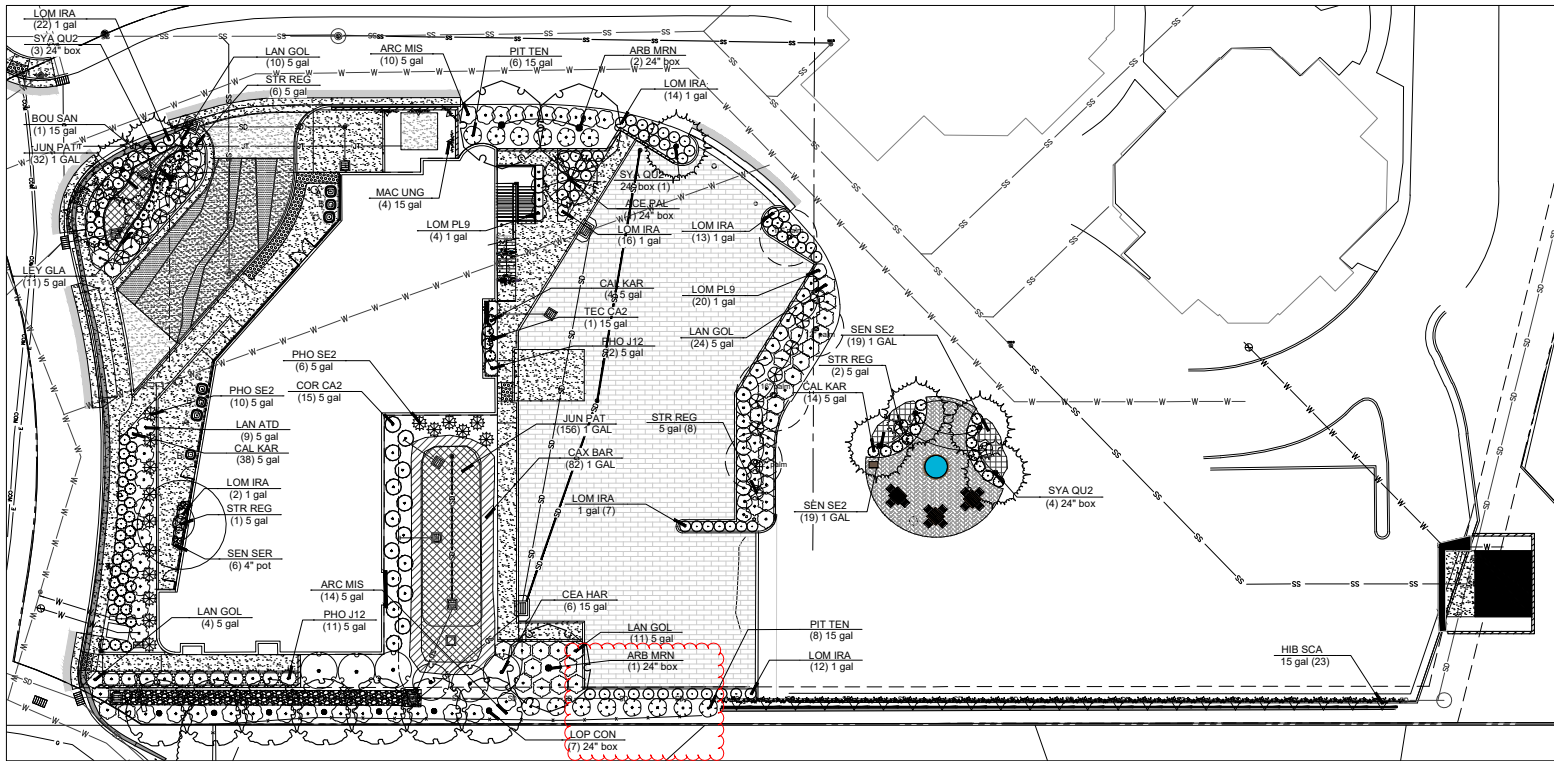 LOM IRA
(22) 1 gal
SYA QU2
(3) 24" box
LAN GOL
(10) 5 gal
STR REG
(6) 5 gal
ARC MIS
(10) 5 gal
PIT TEN
(6) 15 gal
ARB MRN
(2) 24" box
LOM IRA
(14) 1 gal
BOU SAN
(1) 15 gal
JUN PAT
(32) 1 GAL
MAC UNG
(4) 15 gal
SYA QU2
24" box (1)
ACE PAL
24" box
LOM PL9
(4) 1 gal
LOM IRA
(16) 1 gal
LOM IRA
(13) 1 gal
LEY GLA
(11) 5 gal
CAL KAR
(4) 5 gal
LOM PL9
(20) 1 gal
TEC CA2
(1) 15 gal
LAN GOL
(24) 5 gal
SEN SE2
(19) 1 GAL
PHO J12
(2) 5 gal
PHO SE2
(6) 5 gal
STR REG
(2) 5 gal
COR CA2
(15) 5 gal
CAL KAR
(14) 5 gal
PHO SE2
(10) 5 gal
JUN PAT
(156) 1 GAL
STR REG
5 gal (8)
LAN ATD
(9) 5 gal
CAL KAR
(38) 5 gal
CAX BAR
(82) 1 GAL
palm
LOM IRA
(2) 1 gal
STR REG
(1) 5 gal
LOM IRA
1 gal (7)
SEN SE2
(19) 1 GAL
SYA QU2
(4) 24" box
SEN SER
(6) 4" pot
ARC MIS
(14) 5 gal
CEA HAR
(6) 15 gal
LAN GOL
(4) 5 gal
PHO J12
(11) 5 gal
LAN GOL
(11) 5 gal
PIT TEN
(8) 15 gal
ARB MRN
(1) 24" box
LOM IRA
(12) 1 gal
HIB SCA
15 gal (23)
LOP CON
(7) 24" box